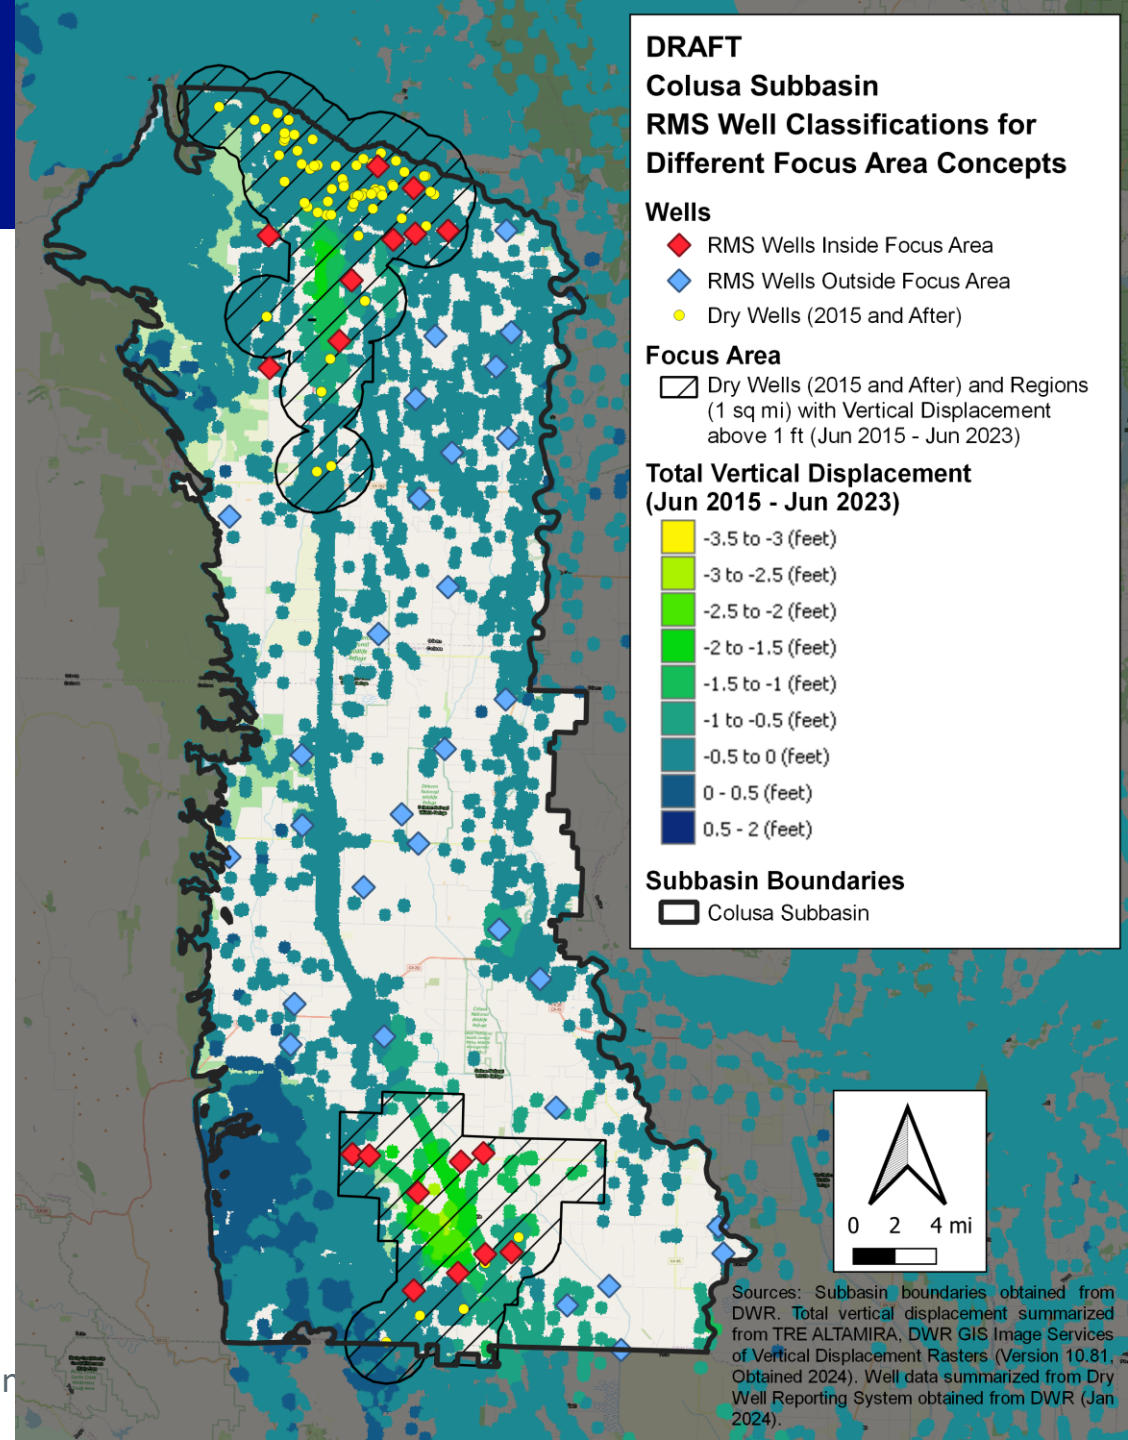 DRAFT
Colusa Subbasin
RMS Well Classifications for
Different Focus Area Concepts
Wells
RMS Wells Inside Focus Area
RMS Wells Outside Focus Area
Dry Wells (2015 and After)
Focus Area
Dry Wells (2015 and After) and Regions
(1 sq mi) with Vertical Displacement
above 1 ft (Jun 2015 - Jun 2023)
Total Vertical Displacement
(Jun 2015 - Jun 2023)
-3.5 to -3 (feet)
-3 to -2.5 (feet)
-2.5 to -2 (feet)
-2 to -1.5 (feet)
-1.5 to -1 (feet)
-1 to -0.5 (feet)
-0.5 to 0 (feet)
0 - 0.5 (feet)
0.5 - 2 (feet)
Subbasin Boundaries
Colusa Subbasin
0 2 4 mi
Sources: Subbasin boundaries obtained from
DWR. Total vertical displacement summarized
from TRE ALTAMIRA, DWR GIS Image Services
of Vertical Displacement Rasters (Version 10.81,
Obtained 2024). Well data summarized from Dry
Well Reporting System obtained from DWR (Jan
2024).